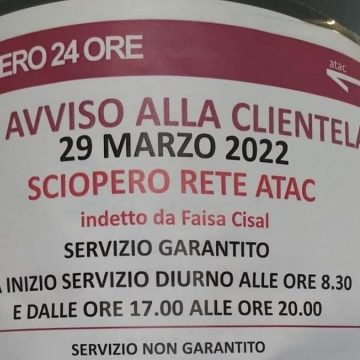 ERO 24 ORE
atac
AVVISO ALLA CLIENTELA
29 MARZO 2022
SCIOPERO RETE ATAC
indetto da Faisa Cisal
SERVIZIO GARANTITO
INIZIO SERVIZIO DIURNO ALLE ORE 8.30
E DALLE ORE 17.00 ALLE ORE 20.00
SERVIZIO NON GARANTITO